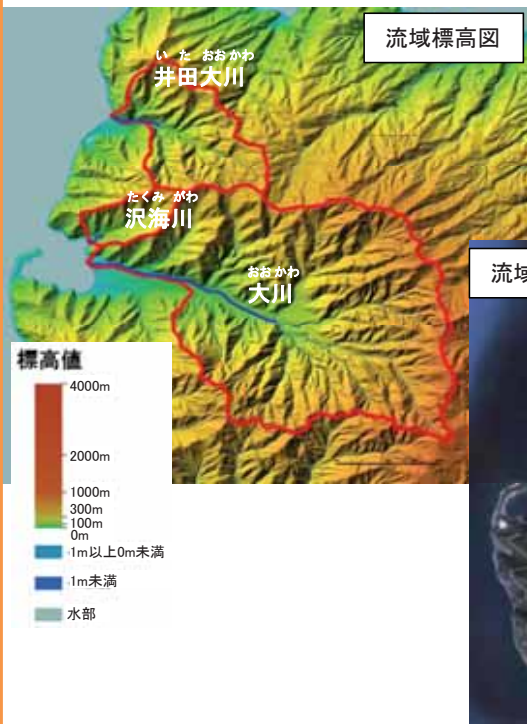 流域標高図
いたおおかわ
井田大川
たくみがわ
沢海川
おおかわ
大川
流域
標高値
4000m
2000m
1000m
300m
100m
0m
-1m以上0m未満
-1m未満
水部